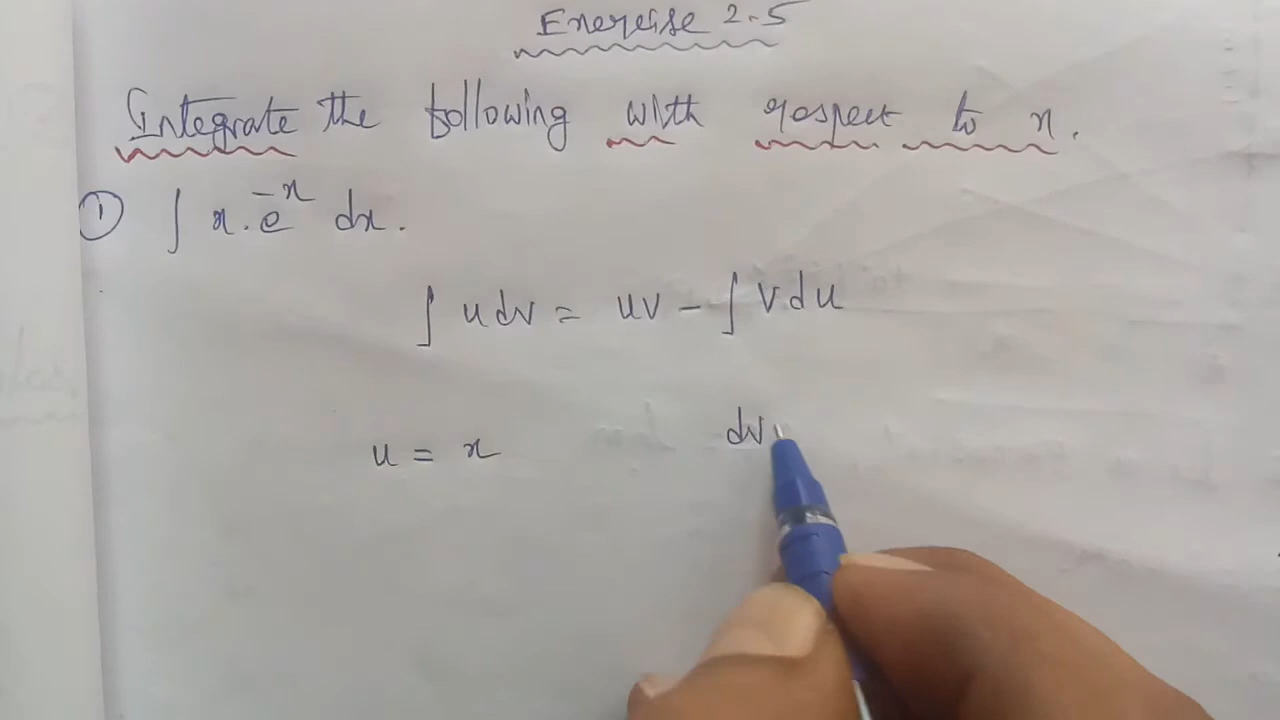 Exercise 2.5
Integrate the following with respect to x.
① ∫ x.e^-x dx.
∫ u dv = uv - ∫ v du
u = x dv